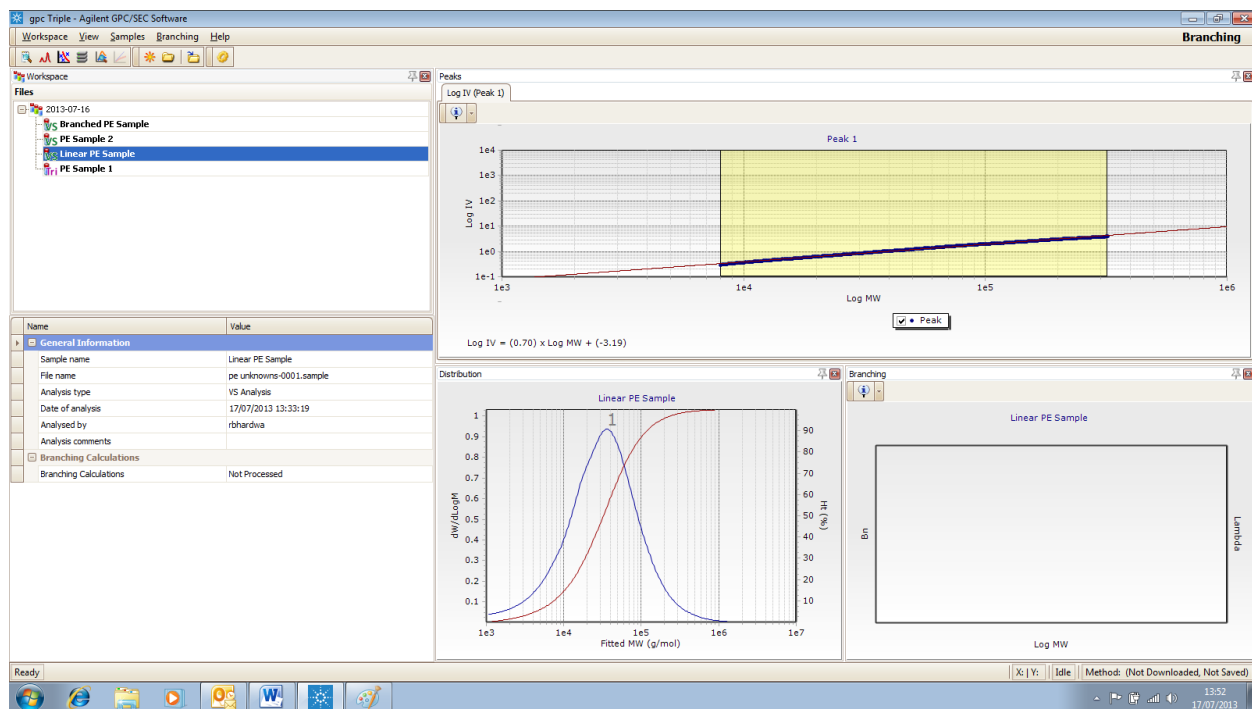 gpc Triple - Agilent GPC/SEC Software
Workspace View Samples Branching Help
Branching
Workspace
Files
2013-07-16
VS Branched PE Sample
VS PE Sample 2
Linear PE Sample
Tri PE Sample 1
Name Value
General Information
Sample name Linear PE Sample
File name pe unknowns-0001.sample
Analysis type VS Analysis
Date of analysis 17/07/2013 13:33:19
Analysed by rbhardwa
Analysis comments
Branching Calculations
Branching Calculations Not Processed
Peaks
Log IV (Peak 1)
Peak 1
Log IV
1e4
1e3
1e2
1e1
1e0
1e-1
1e3 1e4 1e5 1e6
Log MW
Peak
Log IV = (0.70) x Log MW + (-3.19)
Distribution
Linear PE Sample
1
dW/dLogM
1
0.9
0.8
0.7
0.6
0.5
0.4
0.3
0.2
0.1
Ht (%)
90
80
70
60
50
40
30
20
10
1e3 1e4 1e5 1e6 1e7
Fitted MW (g/mol)
Branching
Linear PE Sample
Bn
Lambda
Log MW
Ready
X: | Y: Idle Method: (Not Downloaded, Not Saved)
13:52
17/07/2013